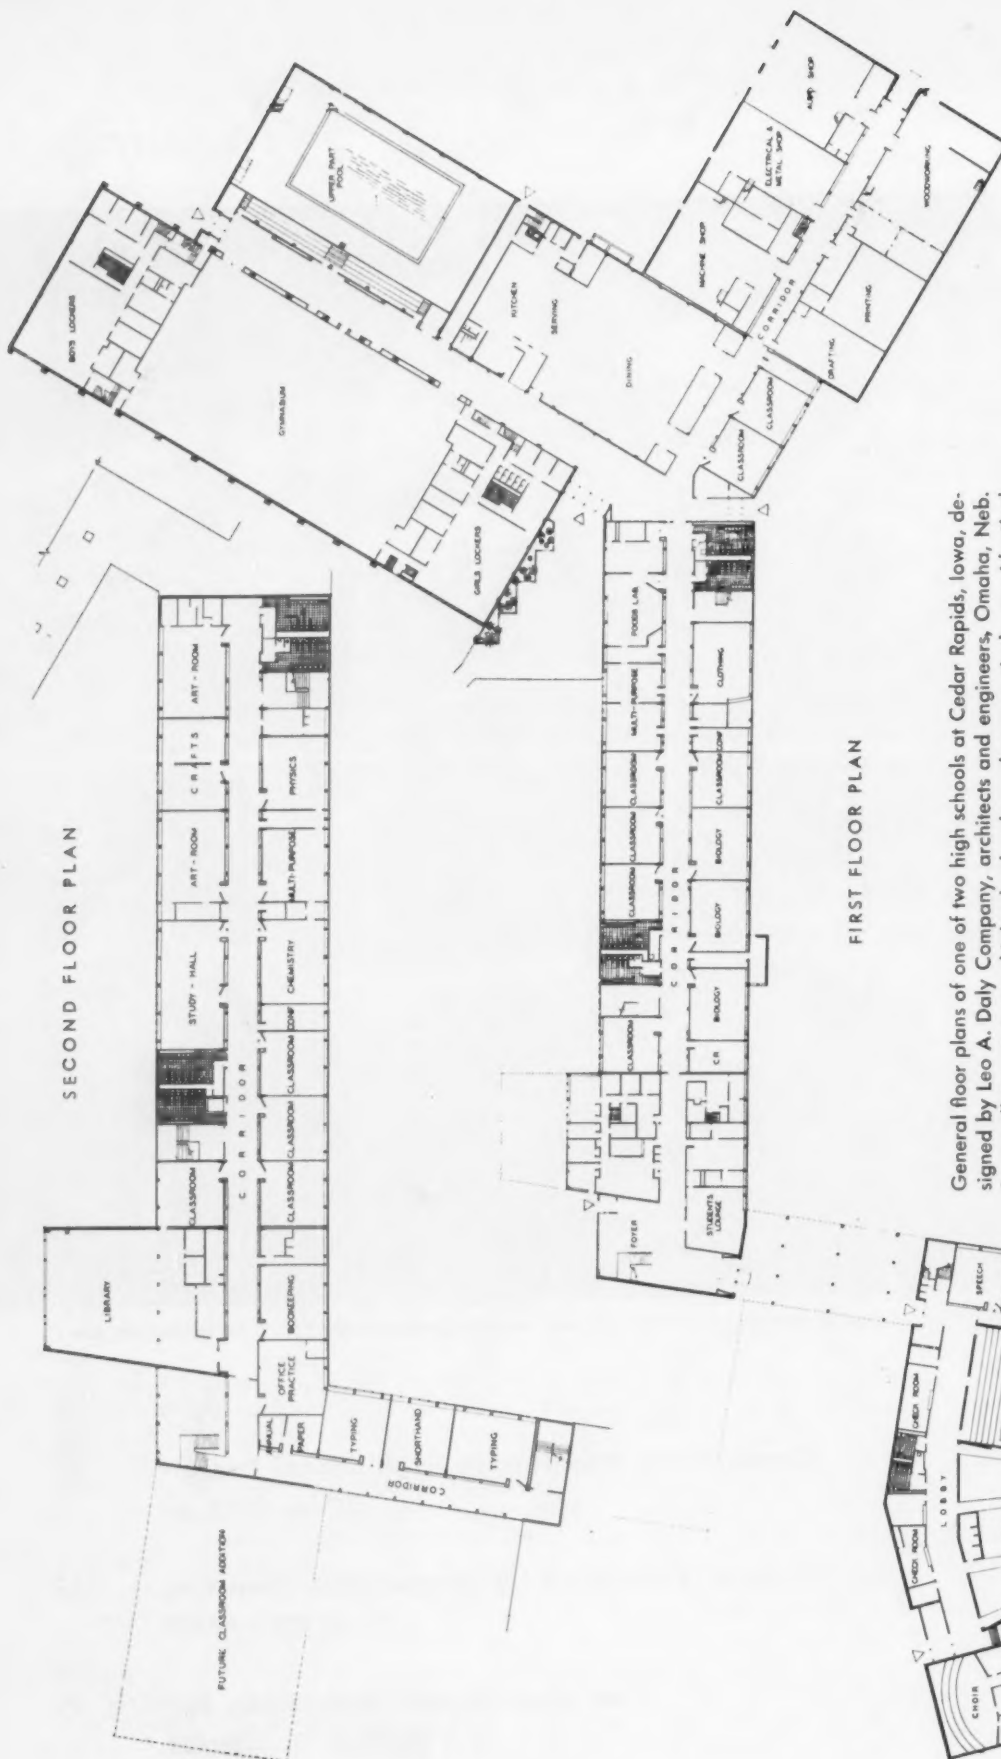 SECOND FLOOR PLAN
FUTURE CLASSROOM ADDITION
LIBRARY
CLASSROOM
STUDY - HALL
ART - ROOM
CRAFTS
ART - ROOM
CORRIDOR
OFFICE
PRACTICE
BOOKEEPING
CLASSROOM
CLASSROOM
CLASSROOM
CONF
CHEMISTRY
MULTI-PURPOSE
PHYSICS
ANNUAL
PAPER
TYPING
SHORTHAND
TYPING
CORRIDOR
BOYS LOCKERS
GYMNASIUM
GIRLS LOCKERS
UPPER PART
POOL
KITCHEN
SERVING
DINING
MACHINE SHOP
ELECTRICAL &
METAL SHOP
AUTO SHOP
CORRIDOR
CLASSROOM
CLASSROOM
DRAFTING
PRINTING
WOODWORKING
FOYER
CLASSROOM
CLASSROOM
CLASSROOM
CLASSROOM
MULTI-PURPOSE
FOODS LAB
CORRIDOR
STUDENTS
LOUNGE
CR
BIOLOGY
BIOLOGY
BIOLOGY
CLASSROOM
CONF
CLOTHING
FIRST FLOOR PLAN
CHOIR
CHECK ROOM
LOBBY
CHECK ROOM
SPEECH
General floor plans of one of two high schools at Cedar Rapids, Iowa, de-
signed by Leo A. Daly Company, architects and engineers, Omaha, Neb.